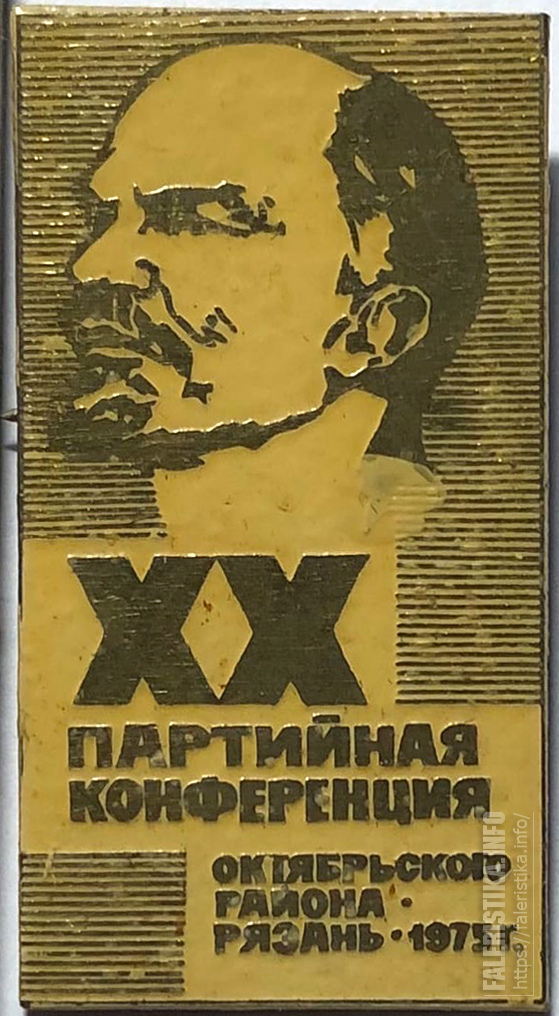 XX
ПАРТИЙНАЯ
КОНФЕРЕНЦИЯ
ОКТЯБРЬСКОГО
РАЙОНА ·
РЯЗАНЬ · 1975 г.
FALERISTIKA.INFO
https://faleristika.info/